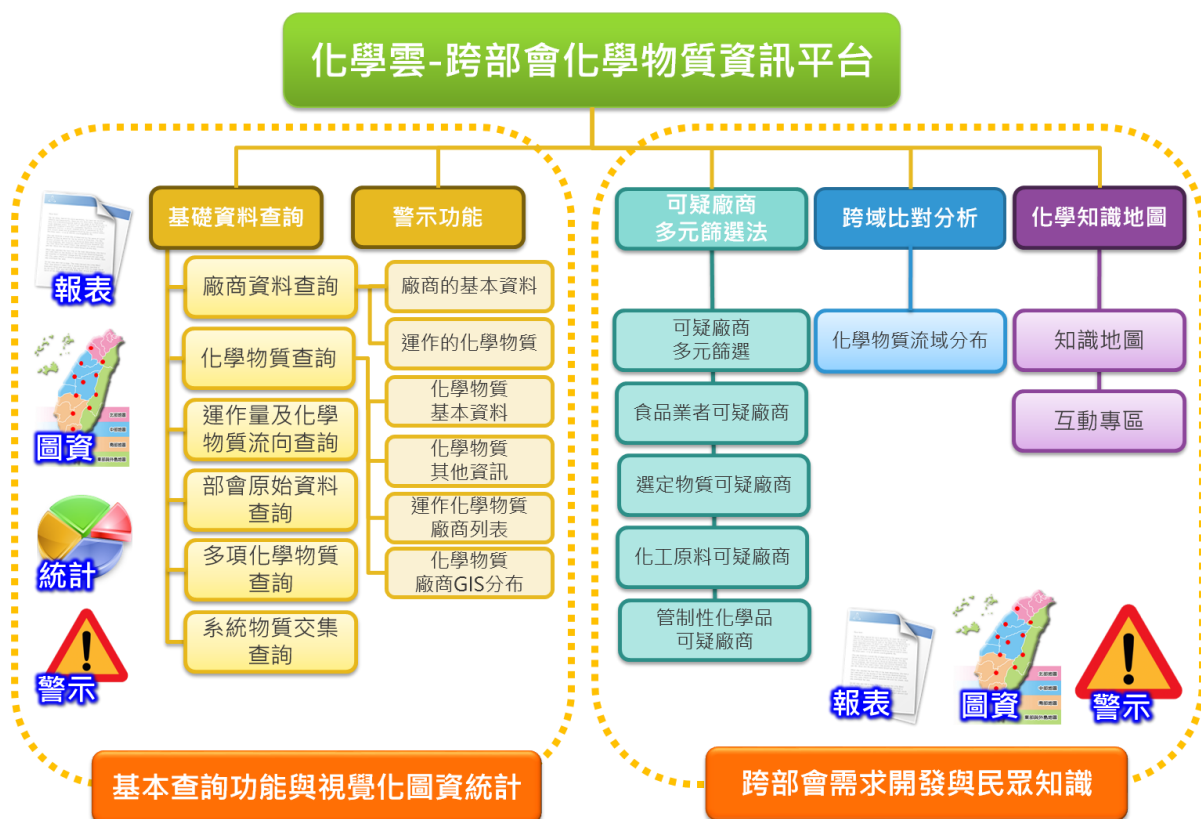 化學雲-跨部會化學物質資訊平台
基礎資料查詢
警示功能
廠商資料查詢
化學物質查詢
運作量及化學
物質流向查詢
部會原始資料
查詢
多項化學物質
查詢
系統物質交集
查詢
廠商的基本資料
運作的化學物質
化學物質
基本資料
化學物質
其他資訊
運作化學物質
廠商列表
化學物質
廠商GIS分布
報表
圖資
統計
警示
基本查詢功能與視覺化圖資統計
可疑廠商
多元篩選法
可疑廠商
多元篩選
食品業者可疑廠商
選定物質可疑廠商
化工原料可疑廠商
管制性化學品
可疑廠商
跨域比對分析
化學物質流域分布
化學知識地圖
知識地圖
互動專區
報表
圖資
警示
跨部會需求開發與民眾知識